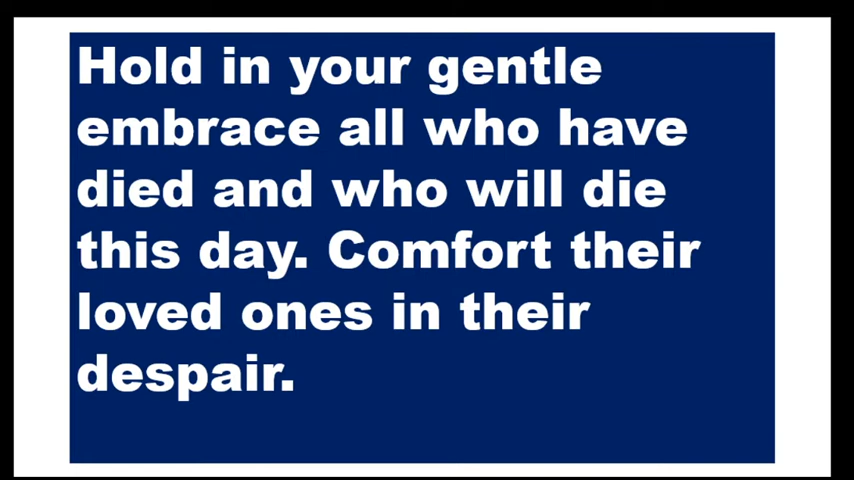 Hold in your gentle
embrace all who have
died and who will die
this day. Comfort their
loved ones in their
despair.